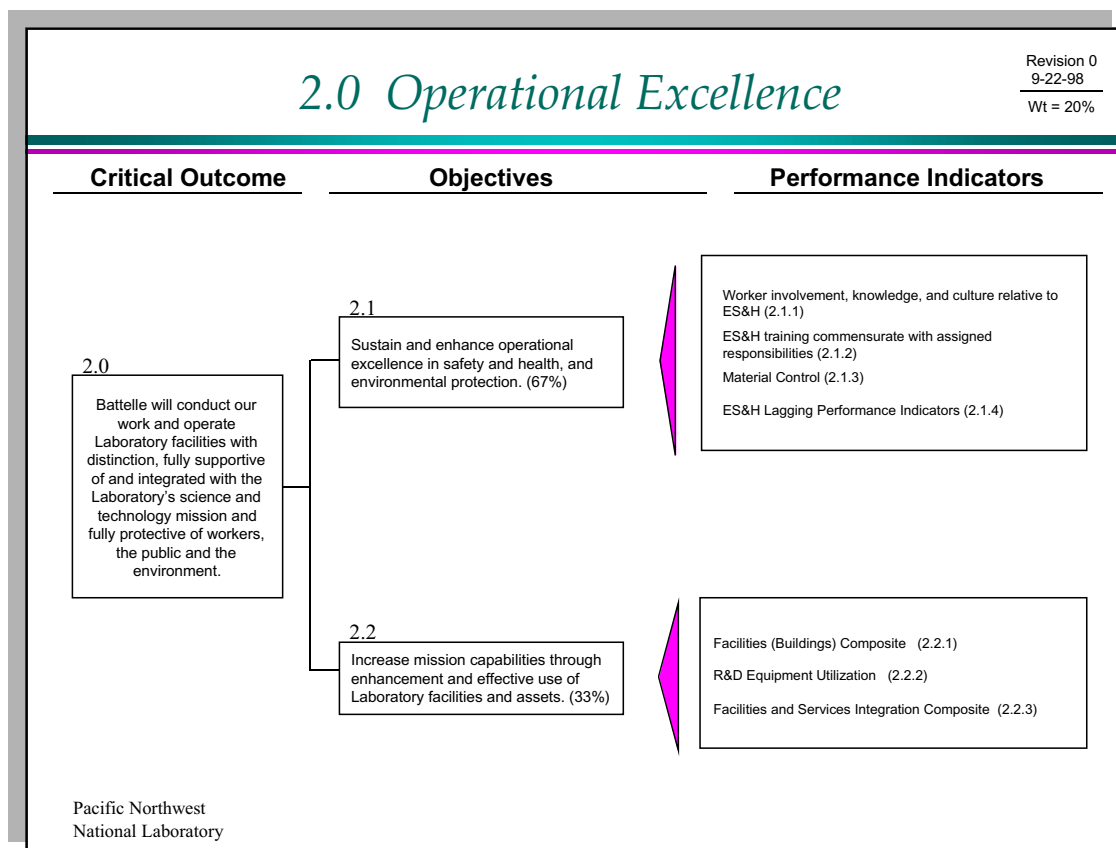 2.0 Operational Excellence
Revision 0
9-22-98
Wt = 20%
Critical Outcome
Objectives
Performance Indicators
2.0
Battelle will conduct our
work and operate
Laboratory facilities with
distinction, fully supportive
of and integrated with the
Laboratory’s science and
technology mission and
fully protective of workers,
the public and the
environment.
2.1
Sustain and enhance operational
excellence in safety and health, and
environmental protection. (67%)
Worker involvement, knowledge, and culture relative to
ES&H (2.1.1)
ES&H training commensurate with assigned
responsibilities (2.1.2)
Material Control (2.1.3)
ES&H Lagging Performance Indicators (2.1.4)
2.2
Increase mission capabilities through
enhancement and effective use of
Laboratory facilities and assets. (33%)
Facilities (Buildings) Composite (2.2.1)
R&D Equipment Utilization (2.2.2)
Facilities and Services Integration Composite (2.2.3)
Pacific Northwest
National Laboratory